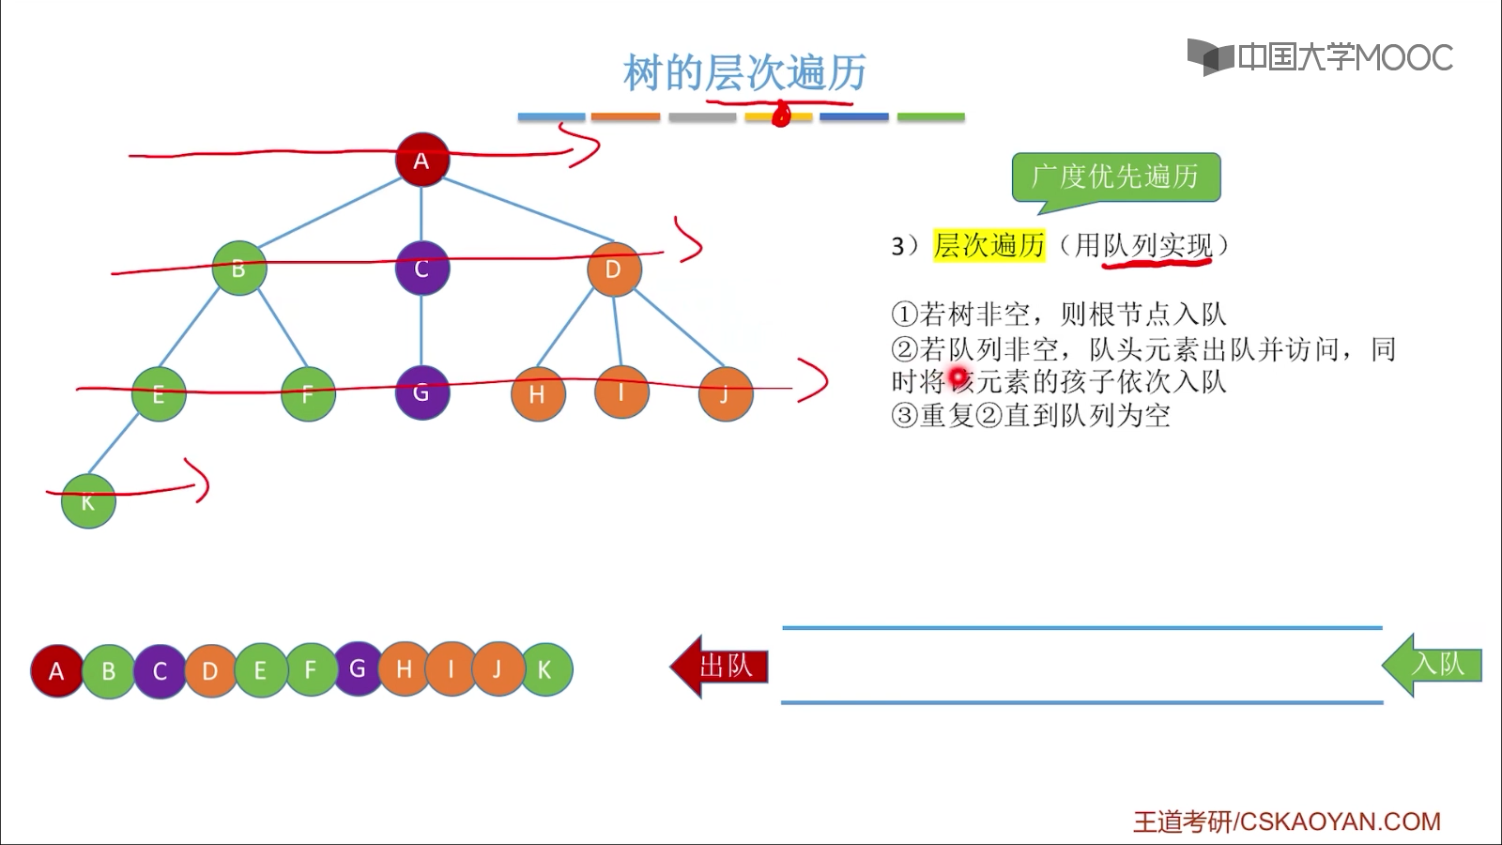 中国大学MOOC
树的层次遍历
A
广度优先遍历
3）层次遍历（用队列实现）
B C D
①若树非空，则根节点入队
②若队列非空，队头元素出队并访问，同
时将该元素的孩子依次入队
③重复②直到队列为空
E F G H I J
K
A B C D E F G H I J K
出队
入队
王道考研/CSKAOYAN.COM